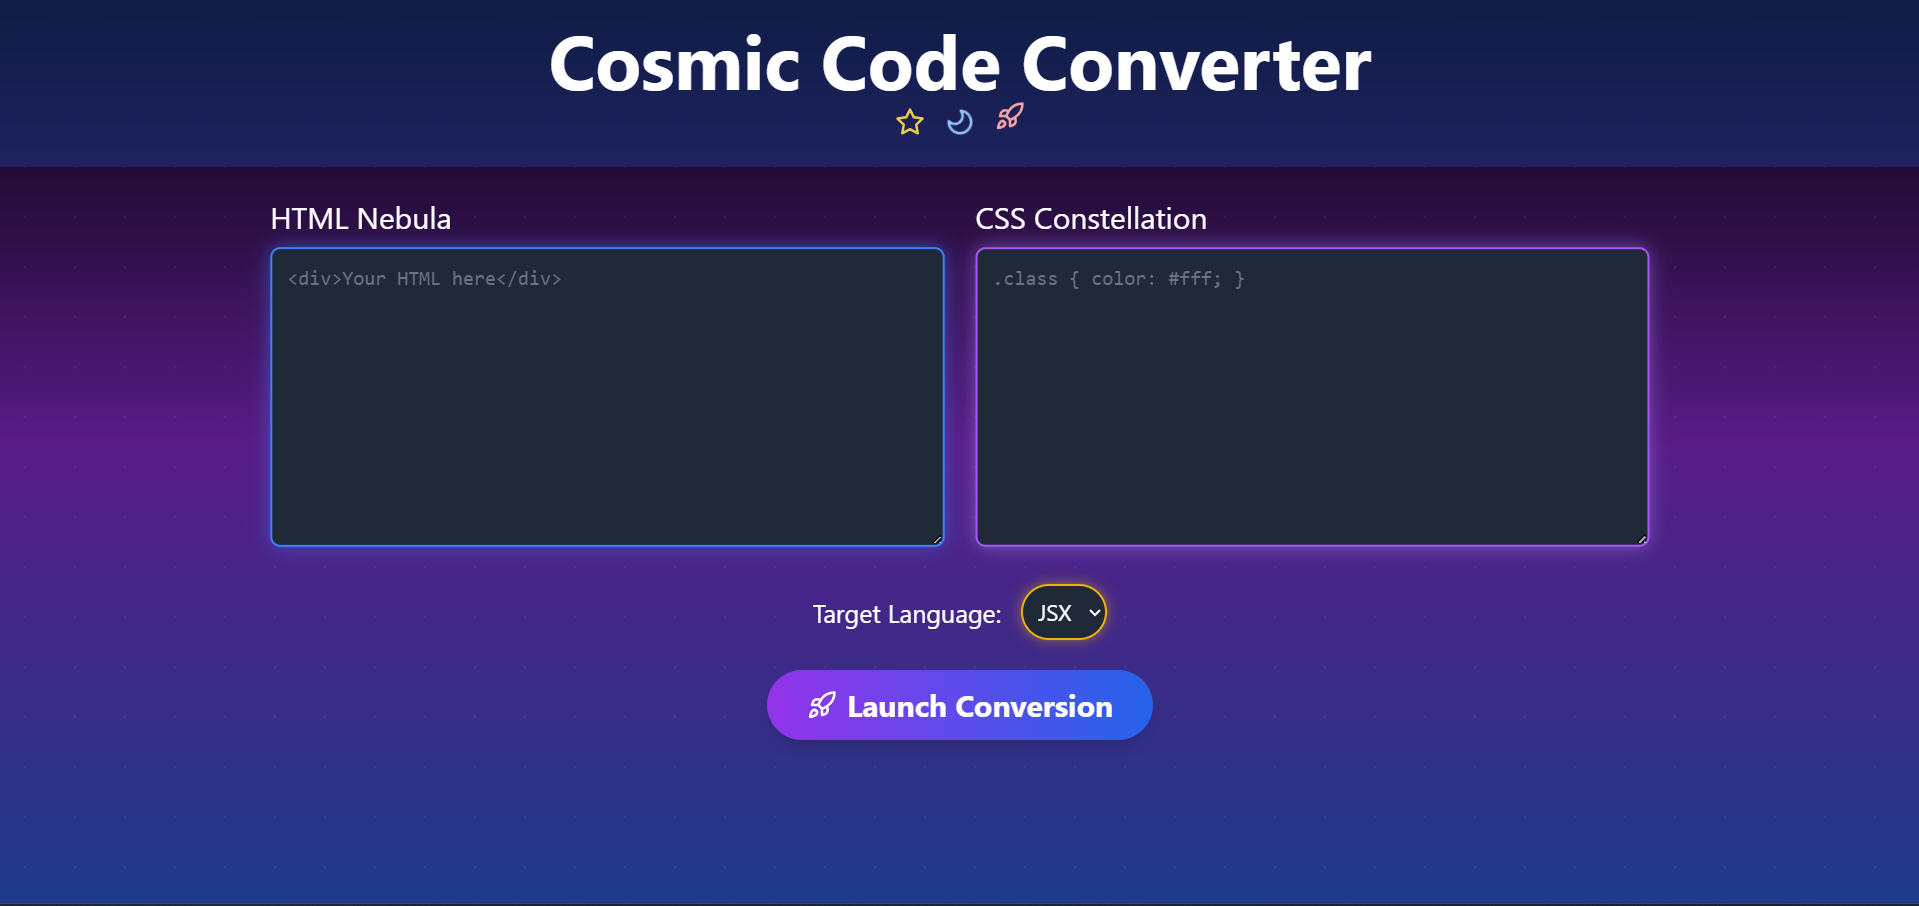 Cosmic Code Converter
HTML Nebula
<div>Your HTML here</div>
CSS Constellation
.class { color: #fff; }
Target Language:
JSX
Launch Conversion